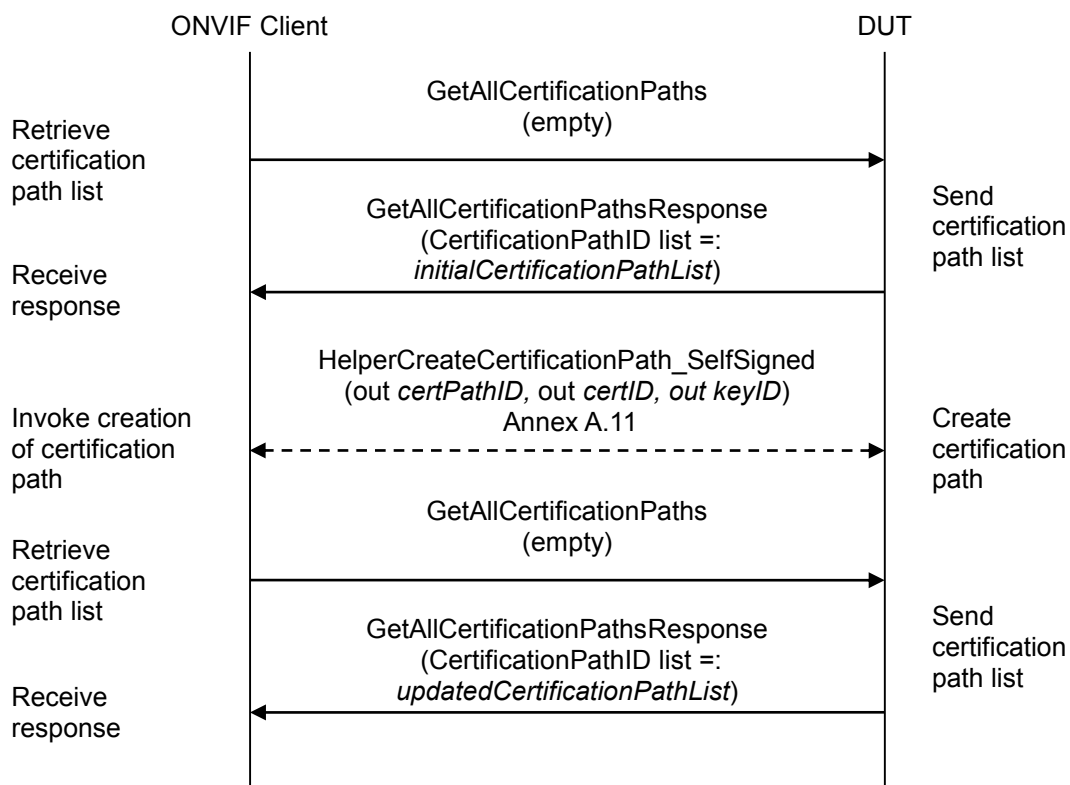 ONVIF Client
DUT
GetAllCertificationPaths
(empty)
Retrieve
certification
path list
GetAllCertificationPathsResponse
(CertificationPathID list =:
initialCertificationPathList)
Send
certification
path list
Receive
response
HelperCreateCertificationPath_SelfSigned
(out certPathID, out certID, out keyID)
Annex A.11
Invoke creation
of certification
path
Create
certification
path
GetAllCertificationPaths
(empty)
Retrieve
certification
path list
GetAllCertificationPathsResponse
(CertificationPathID list =:
updatedCertificationPathList)
Send
certification
path list
Receive
response